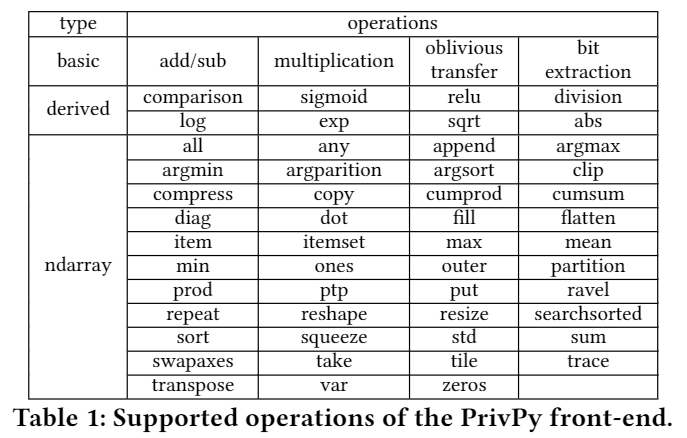 type operations
basic add/sub multiplication oblivious transfer bit extraction
derived comparison sigmoid relu division
log exp sqrt abs
ndarray all any append argmax
argmin argparition argsort clip
compress copy cumprod cumsum
diag dot fill flatten
item itemset max mean
min ones outer partition
prod ptp put ravel
repeat reshape resize searchsorted
sort squeeze std sum
swapaxes take tile trace
transpose var zeros
Table 1: Supported operations of the PrivPy front-end.